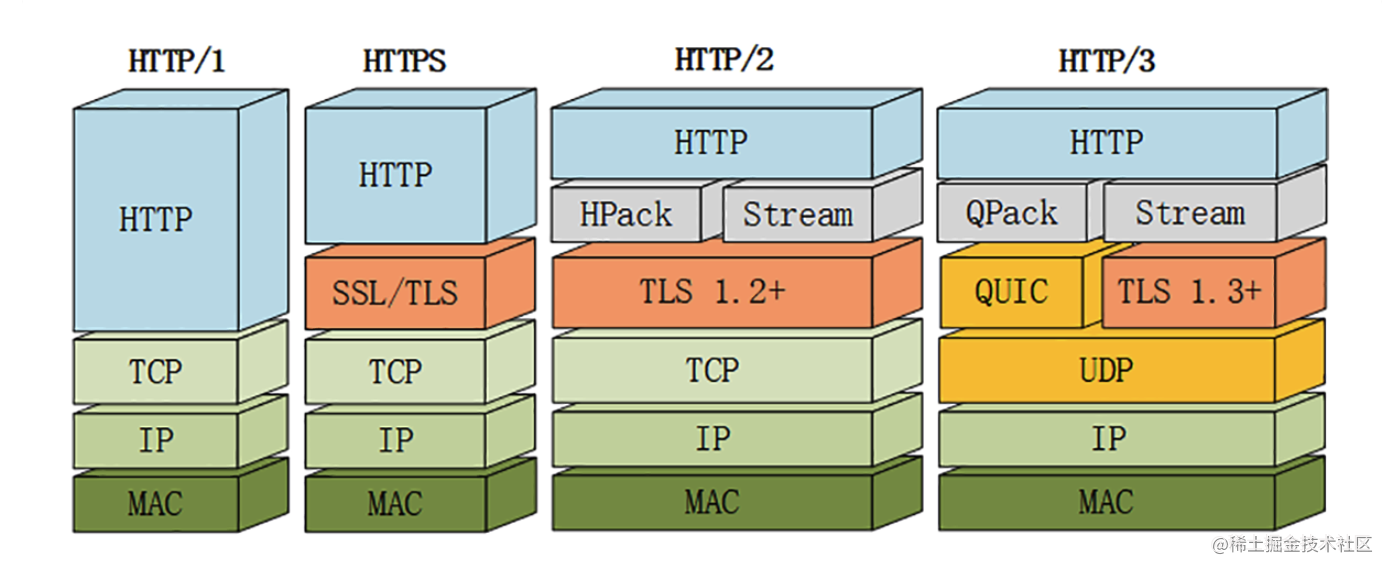 HTTP/1 HTTPS HTTP/2 HTTP/3
HTTP HTTP HTTP HTTP
HPack Stream QPack Stream
SSL/TLS TLS 1.2+ QUIC TLS 1.3+
TCP TCP TCP UDP
IP IP IP IP
MAC MAC MAC MAC
@稀土掘金技术社区